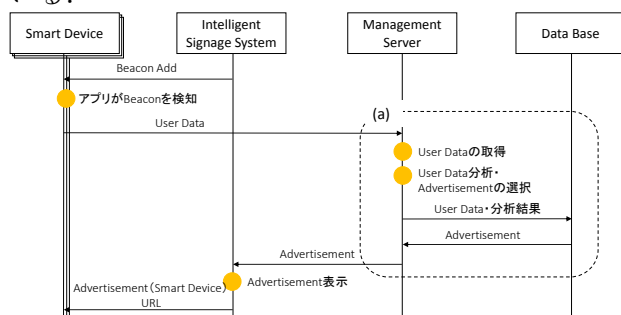 Smart Device
Intelligent
Signage System
Management
Server
Data Base
Beacon Add
アプリがBeaconを検知
User Data
(a)
User Dataの取得
User Data分析・
Advertisementの選択
User Data・分析結果
Advertisement
Advertisement
Advertisement表示
Advertisement(Smart Device)
URL